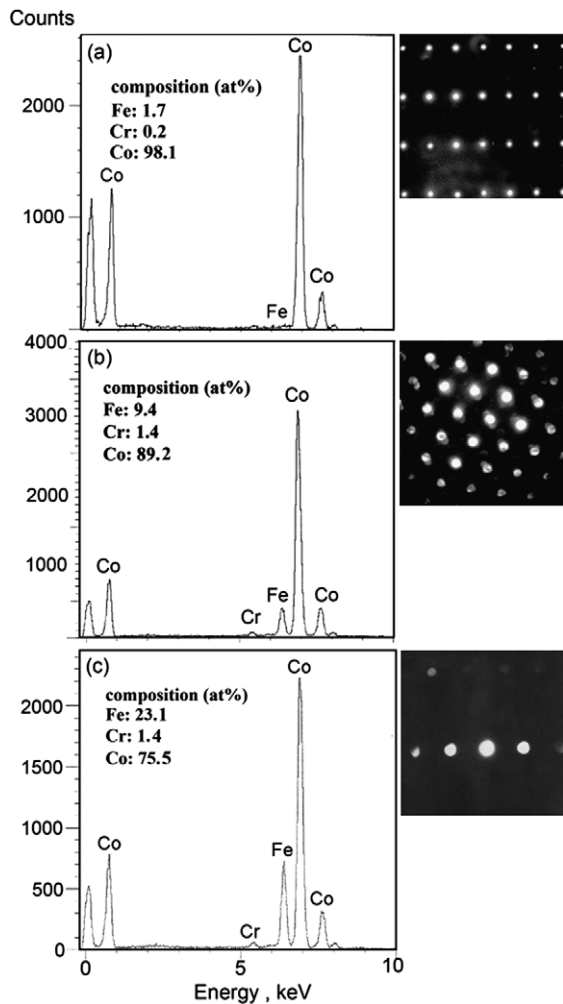 Counts
(a)
composition (at%)
Fe: 1.7
Cr: 0.2
Co: 98.1
Co
Co
Fe
Co
2000
1000
(b)
composition (at%)
Fe: 9.4
Cr: 1.4
Co: 89.2
Co
Co
Cr
Fe
Co
4000
3000
2000
1000
0
(c)
composition (at%)
Fe: 23.1
Cr: 1.4
Co: 75.5
Co
Co
Fe
Cr
Co
2000
1500
1000
500
0
0
5
10
Energy , keV